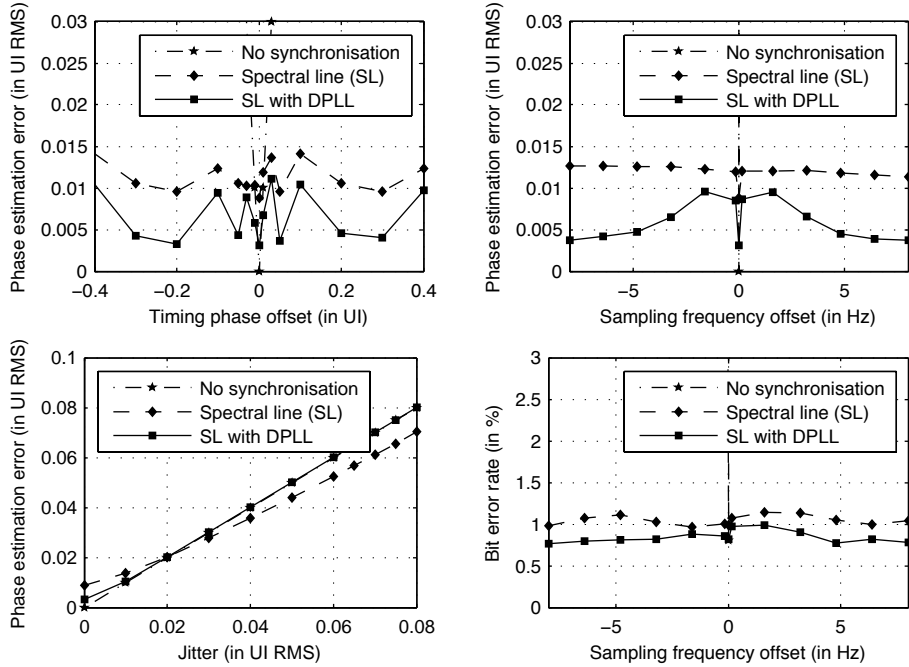 Phase estimation error (in UI RMS)
0.03
0.025
0.02
0.015
0.01
0.005
0
No synchronisation
Spectral line (SL)
SL with DPLL
−0.4 −0.2 0 0.2 0.4
Timing phase offset (in UI)
Phase estimation error (in UI RMS)
0.03
0.025
0.02
0.015
0.01
0.005
0
No synchronisation
Spectral line (SL)
SL with DPLL
−5 0 5
Sampling frequency offset (in Hz)
Phase estimation error (in UI RMS)
0.1
0.08
0.06
0.04
0.02
0
No synchronisation
Spectral line (SL)
SL with DPLL
0 0.02 0.04 0.06 0.08
Jitter (in UI RMS)
Bit error rate (in %)
3
2.5
2
1.5
1
0.5
0
No synchronisation
Spectral line (SL)
SL with DPLL
−5 0 5
Sampling frequency offset (in Hz)